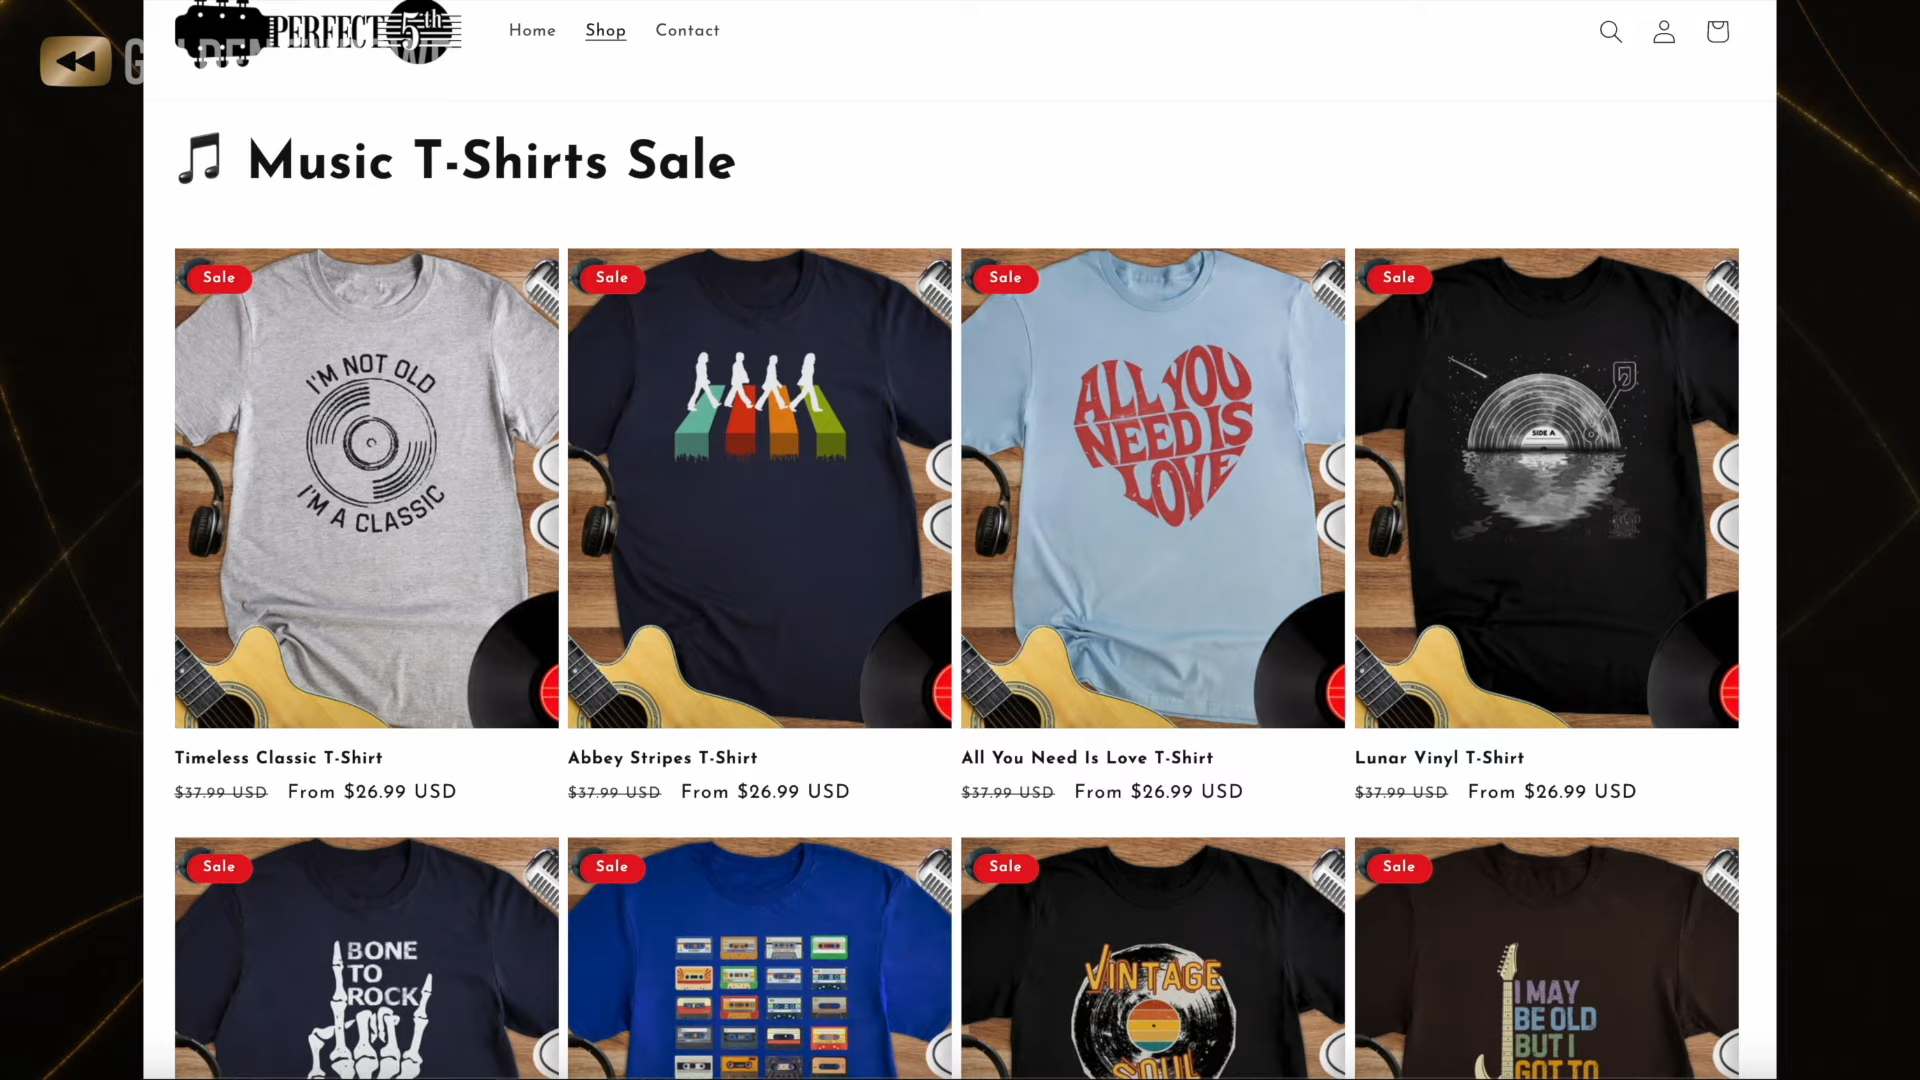 PERFECT 5th
Home Shop Contact
Music T-Shirts Sale
Sale
I'M NOT OLD
I'M A CLASSIC
Sale
Sale
ALL YOU
NEED IS
LOVE
Sale
SIDE A
Timeless Classic T-Shirt
$37.99 USD From $26.99 USD
Abbey Stripes T-Shirt
$37.99 USD From $26.99 USD
All You Need Is Love T-Shirt
$37.99 USD From $26.99 USD
Lunar Vinyl T-Shirt
$37.99 USD From $26.99 USD
Sale
BONE
TO
ROCK
Sale
Sale
VINTAGE
SOUL
Sale
I MAY
BE OLD
BUT I
GOT TO